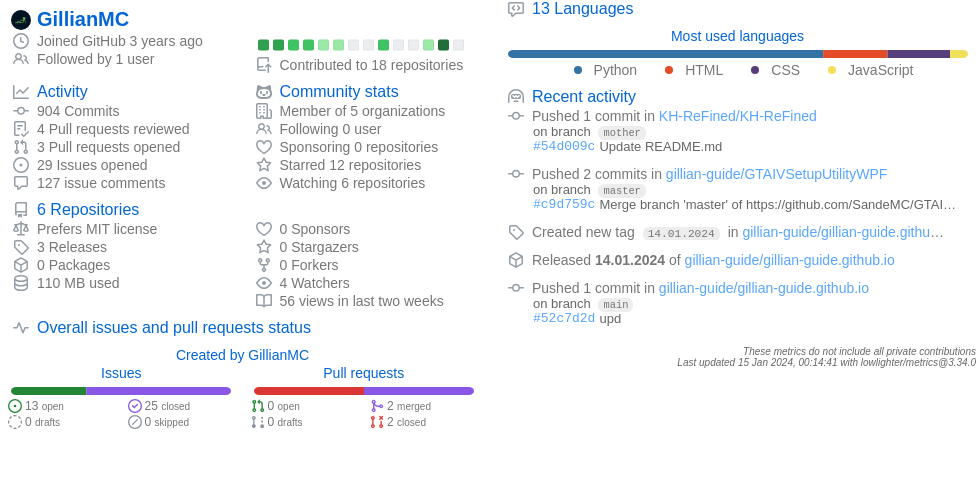 GillianMC
Joined GitHub 3 years ago
Followed by 1 user
Contributed to 18 repositories
Activity
904 Commits
4 Pull requests reviewed
3 Pull requests opened
29 Issues opened
127 issue comments
Community stats
Member of 5 organizations
Following 0 user
Sponsoring 0 repositories
Starred 12 repositories
Watching 6 repositories
6 Repositories
Prefers MIT license
3 Releases
0 Packages
110 MB used
0 Sponsors
0 Stargazers
0 Forkers
4 Watchers
56 views in last two weeks
Overall issues and pull requests status
Created by GillianMC
Issues
13 open
25 closed
0 drafts
0 skipped
Pull requests
0 open
2 merged
0 drafts
2 closed
13 Languages
Most used languages
Python HTML CSS JavaScript
Recent activity
Pushed 1 commit in KH-ReFined/KH-ReFined
on branch mother
#54d009c Update README.md
Pushed 2 commits in gillian-guide/GTAIVSetupUtilityWPF
on branch master
#c9d759c Merge branch 'master' of https://github.com/SandeMC/GTAI…
Created new tag 14.01.2024 in gillian-guide/gillian-guide.githu…
Released 14.01.2024 of gillian-guide/gillian-guide.github.io
Pushed 1 commit in gillian-guide/gillian-guide.github.io
on branch main
#52c7d2d upd
These metrics do not include all private contributions
Last updated 15 Jan 2024, 00:14:41 with lowlighter/metrics@3.34.0